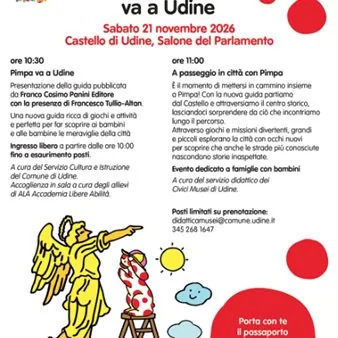 va a Udine
Sabato 21 novembre 2026
Castello di Udine, Salone del Parlamento
ore 10:30
Pimpa va a Udine
Presentazione della guida pubblicata
da Franco Cosimo Panini Editore
con la presenza di Francesco Tullio-Altan.
Una nuova guida ricca di giochi e attività
e perfetta per far scoprire ai bambini
e alle bambine le meraviglie della città
Ingresso libero a partire dalle ore 10:00
fino a esaurimento posti.
A cura del Servizio Cultura e Istruzione
del Comune di Udine.
Accoglienza in sala a cura degli allievi
di ALA Accademia Libere Abilità.
ore 11:00
A passeggio in città con Pimpa
È il momento di mettersi in cammino insieme
a Pimpa! Con la nuova guida partiamo
dal Castello e attraversiamo il centro storico,
lasciandoci sorprendere da ciò che incontriamo
lungo il percorso.
Attraverso giochi e missioni divertenti, grandi
e piccoli esplorano la città con occhi nuovi
per scoprire che anche le strade più conosciute
nascondono storie inaspettate.
Evento dedicato a famiglie con bambini
A cura del servizio didattico dei
Civici Musei di Udine.
Posti limitati su prenotazione:
didatticamusei@comune.udine.it
345 268 1647
Porta con te
il passaporto